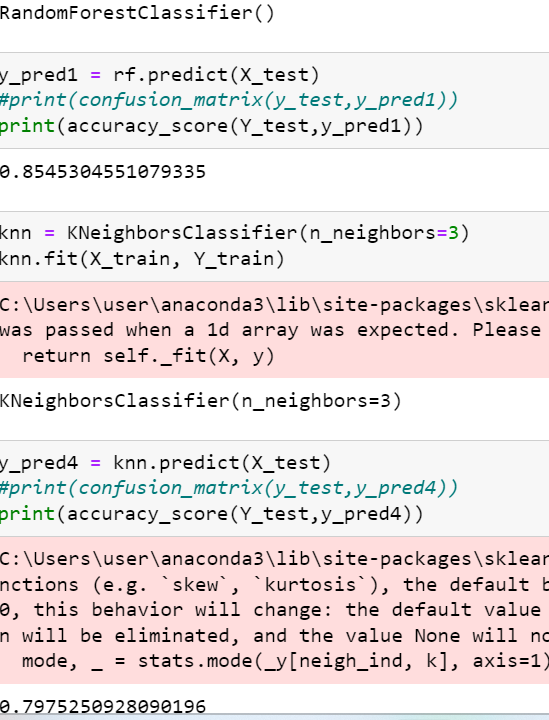 RandomForestClassifier()
y_pred1 = rf.predict(X_test)
#print(confusion_matrix(y_test,y_pred1))
print(accuracy_score(Y_test,y_pred1))
0.8545304551079335
knn = KNeighborsClassifier(n_neighbors=3)
knn.fit(X_train, Y_train)
C:\Users\user\anaconda3\lib\site-packages\sklear
was passed when a 1d array was expected. Please
return self._fit(X, y)
KNeighborsClassifier(n_neighbors=3)
y_pred4 = knn.predict(X_test)
#print(confusion_matrix(y_test,y_pred4))
print(accuracy_score(Y_test,y_pred4))
C:\Users\user\anaconda3\lib\site-packages\sklear
nctions (e.g. `skew`, `kurtosis`), the default b
0, this behavior will change: the default value
n will be eliminated, and the value None will no
mode, _ = stats.mode(_y[neigh_ind, k], axis=1)
0.7975250928090196